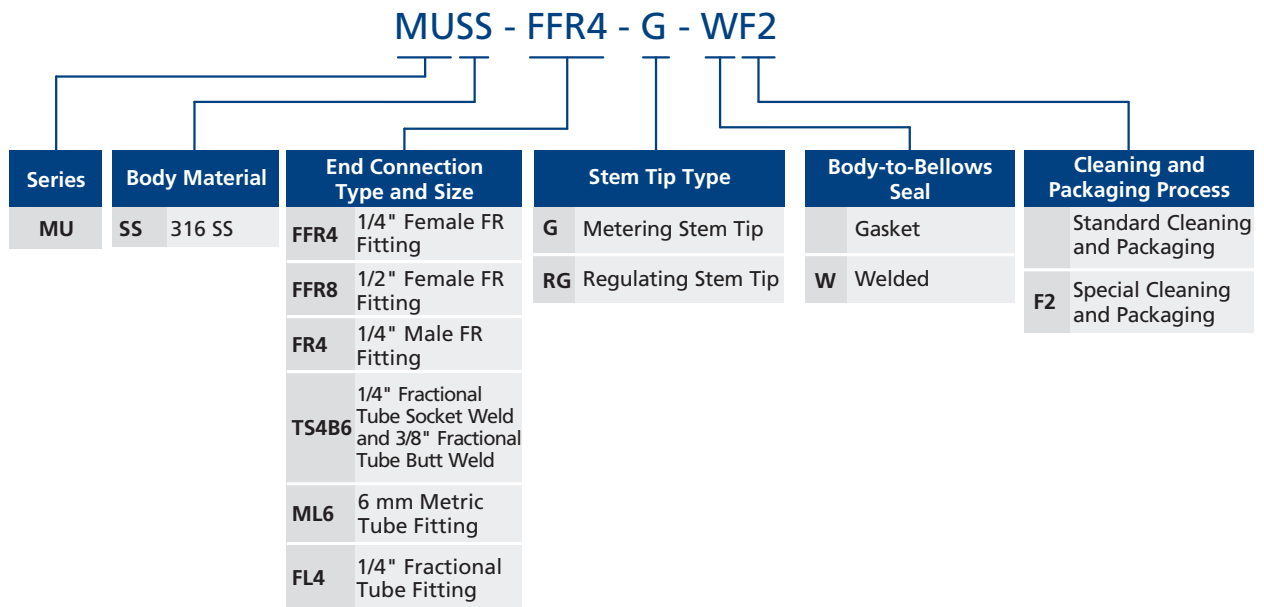 MUSS - FFR4 - G - WF2
Series
MU
Body Material
SS 316 SS
End Connection
Type and Size
FFR4 1/4" Female FR
Fitting
FFR8 1/2" Female FR
Fitting
FR4 1/4" Male FR
Fitting
TS4B6 1/4" Fractional
Tube Socket Weld
and 3/8" Fractional
Tube Butt Weld
ML6 6 mm Metric
Tube Fitting
FL4 1/4" Fractional
Tube Fitting
Stem Tip Type
G Metering Stem Tip
RG Regulating Stem Tip
Body-to-Bellows
Seal
Gasket
W Welded
Cleaning and
Packaging Process
Standard Cleaning
and Packaging
F2 Special Cleaning
and Packaging